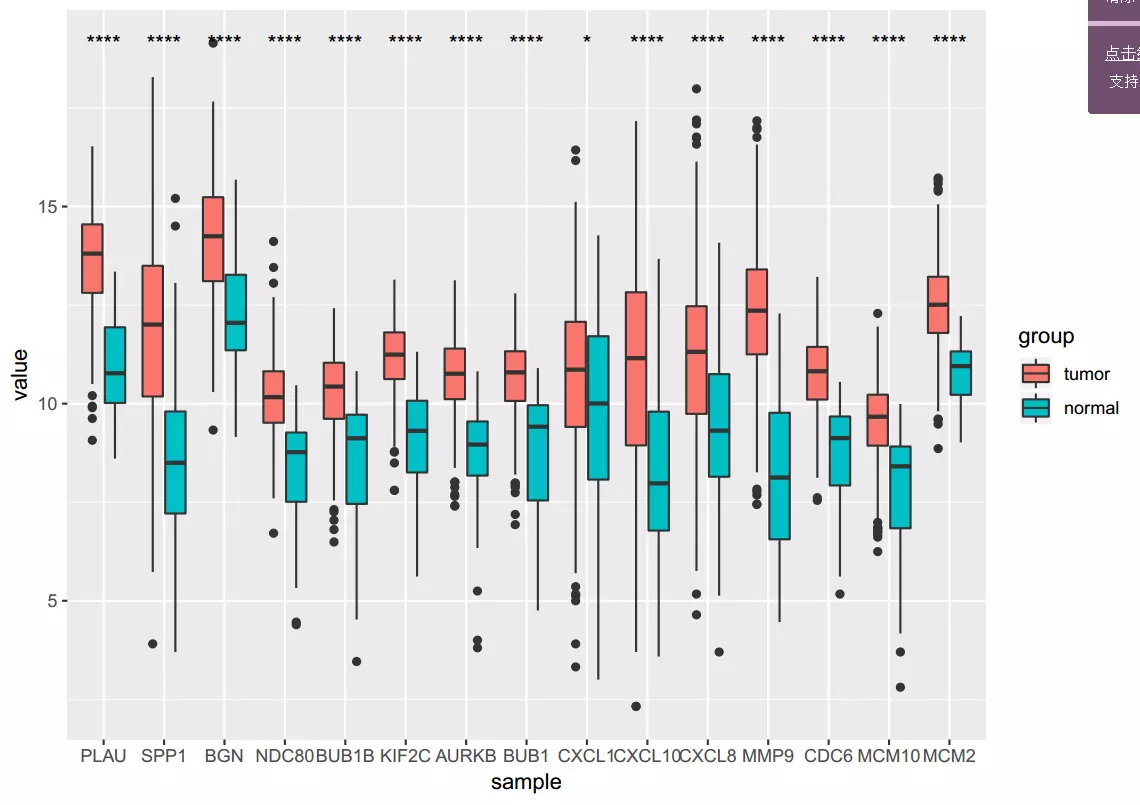 点击
支持
**** **** **** **** **** **** **** **** * **** **** **** **** **** ****
15
10
5
value
group
tumor
normal
PLAU SPP1 BGN NDC80 BUB1B KIF2C AURKB BUB1 CXCL1 CXCL10 CXCL8 MMP9 CDC6 MCM10 MCM2
sample